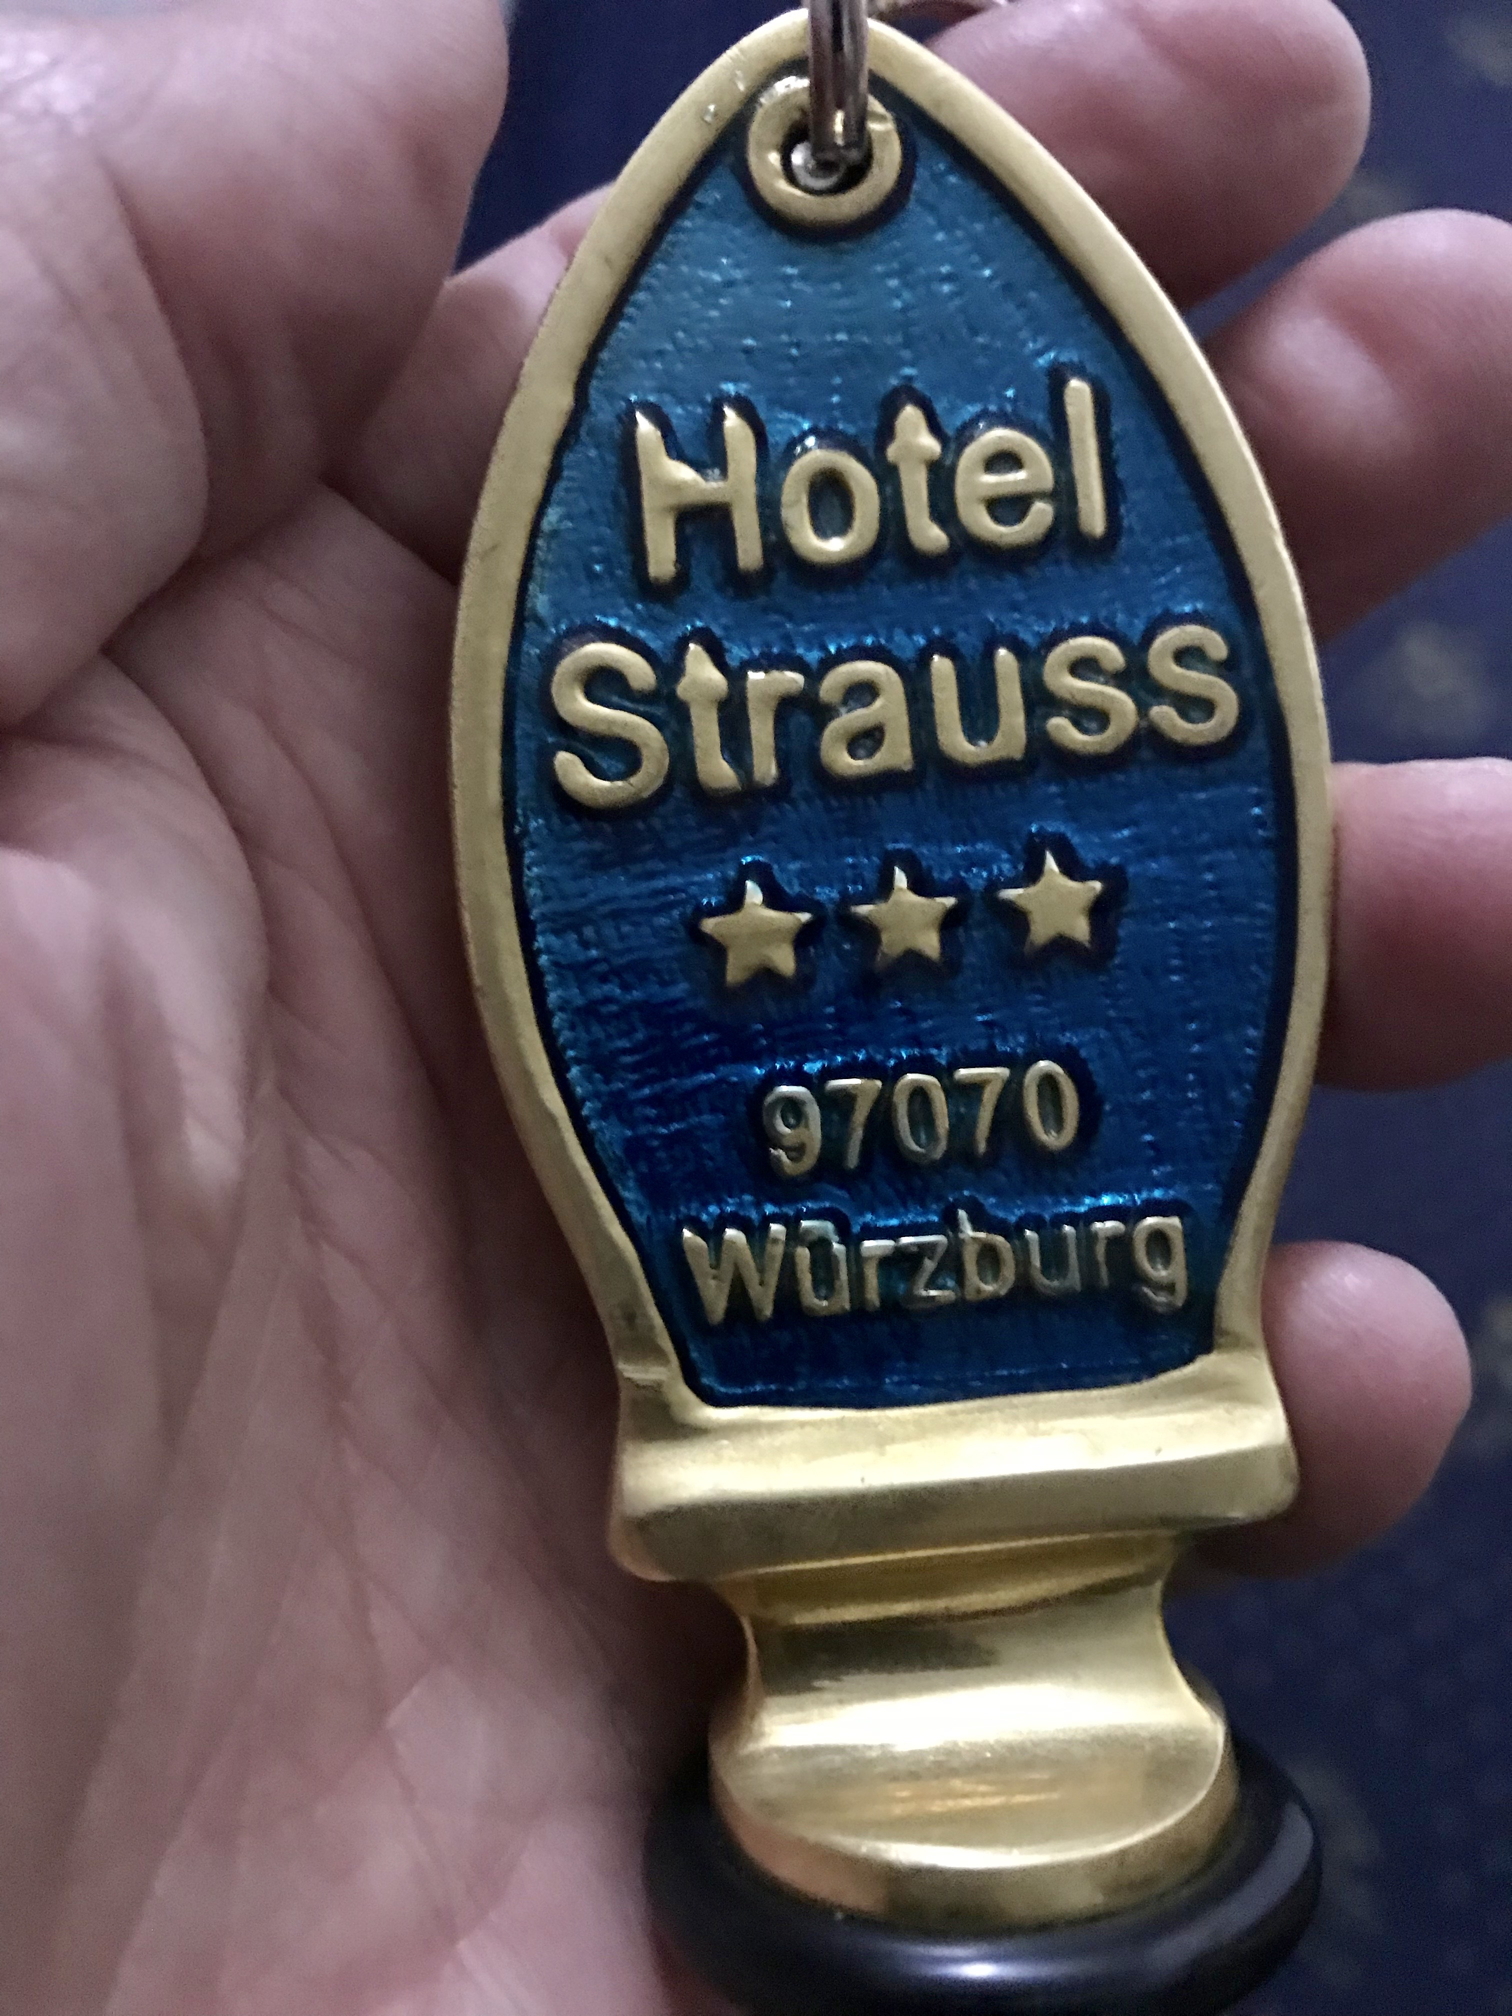 Hotel
Strauss
★★★
97070
Würzburg